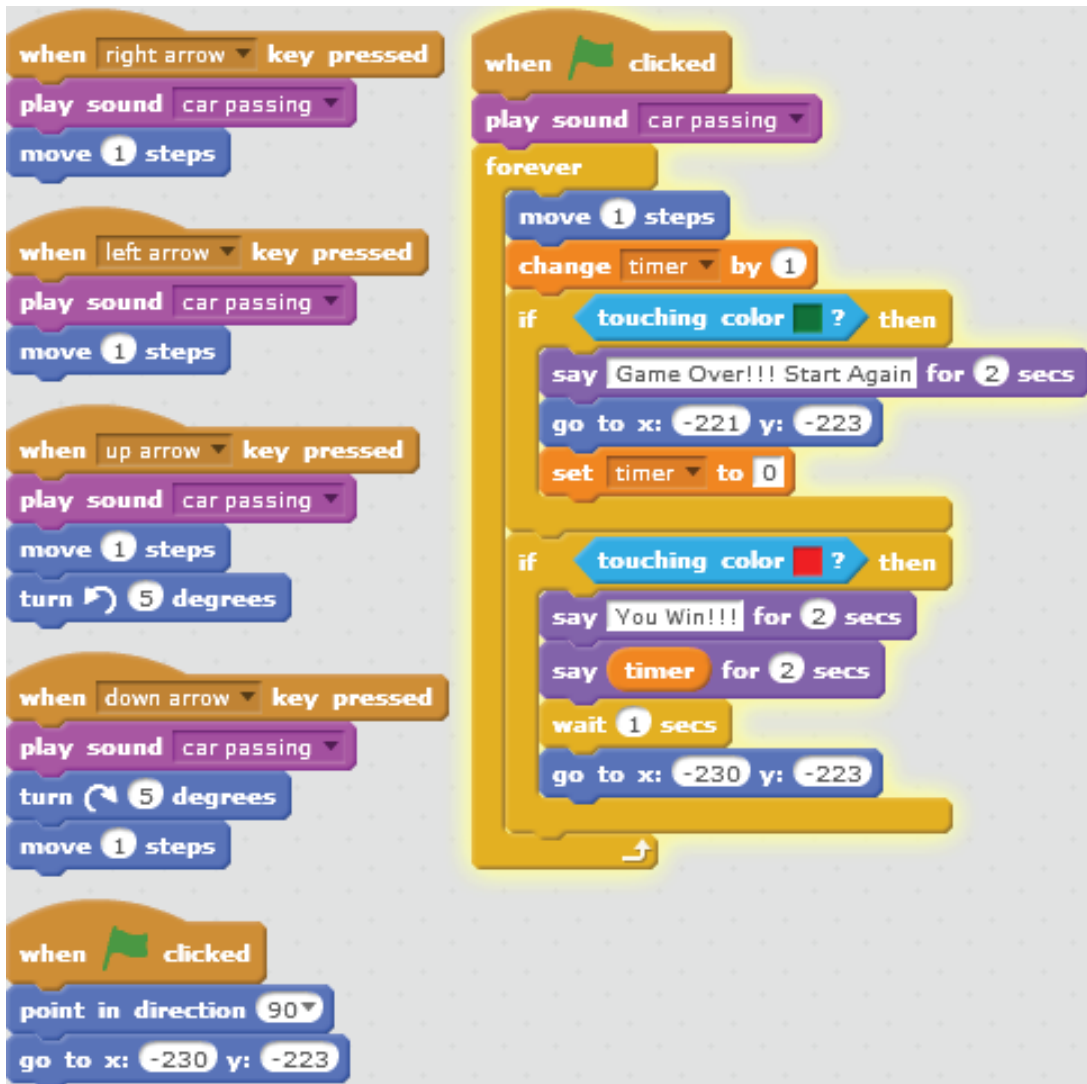 when right arrow key pressed
play sound car passing
move 1 steps
when left arrow key pressed
play sound car passing
move 1 steps
when up arrow key pressed
play sound car passing
move 1 steps
turn 5 degrees
when down arrow key pressed
play sound car passing
turn 5 degrees
move 1 steps
when clicked
point in direction 90
go to x: -230 y: -223
when clicked
play sound car passing
forever
move 1 steps
change timer by 1
if touching color ? then
say Game Over!!! Start Again for 2 secs
go to x: -221 y: -223
set timer to 0
if touching color ? then
say You Win!!! for 2 secs
say timer for 2 secs
wait 1 secs
go to x: -230 y: -223